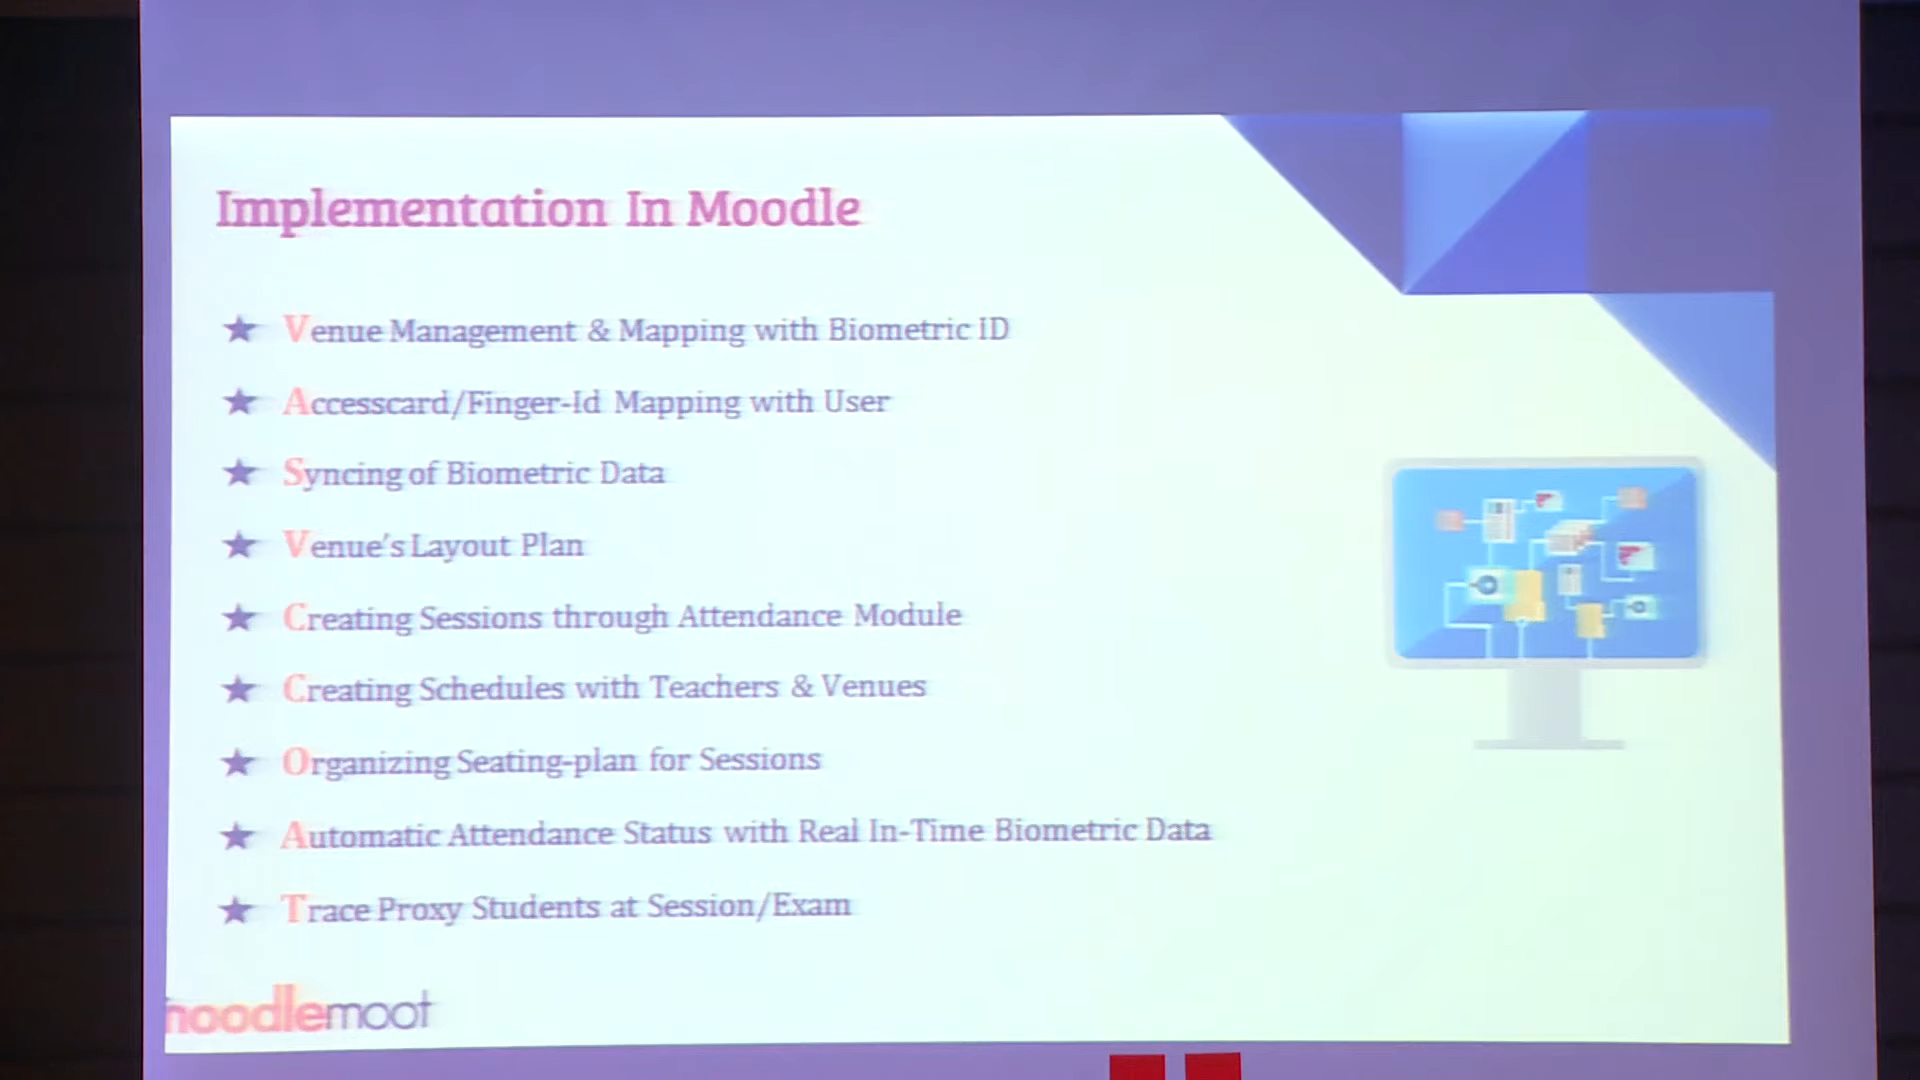 Implementation In Moodle
★ Venue Management & Mapping with Biometric ID
★ Accesscard/Finger-Id Mapping with User
★ Syncing of Biometric Data
★ Venue's Layout Plan
★ Creating Sessions through Attendance Module
★ Creating Schedules with Teachers & Venues
★ Organizing Seating-plan for Sessions
★ Automatic Attendance Status with Real In-Time Biometric Data
★ Trace Proxy Students at Session/Exam
moodlemoot